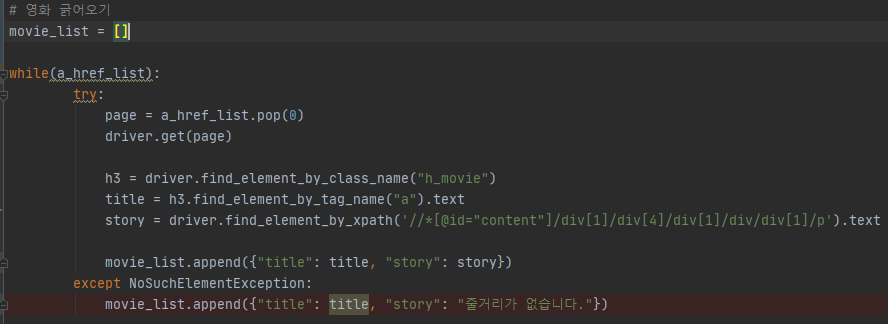 # 영화 긁어오기
movie_list = []
while(a_href_list):
try:
page = a_href_list.pop(0)
driver.get(page)
h3 = driver.find_element_by_class_name("h_movie")
title = h3.find_element_by_tag_name("a").text
story = driver.find_element_by_xpath('//*[@id="content"]/div[1]/div[4]/div[1]/div/div[1]/p').text
movie_list.append({"title": title, "story": story})
except NoSuchElementException:
movie_list.append({"title": title, "story": "줄거리가 없습니다."})